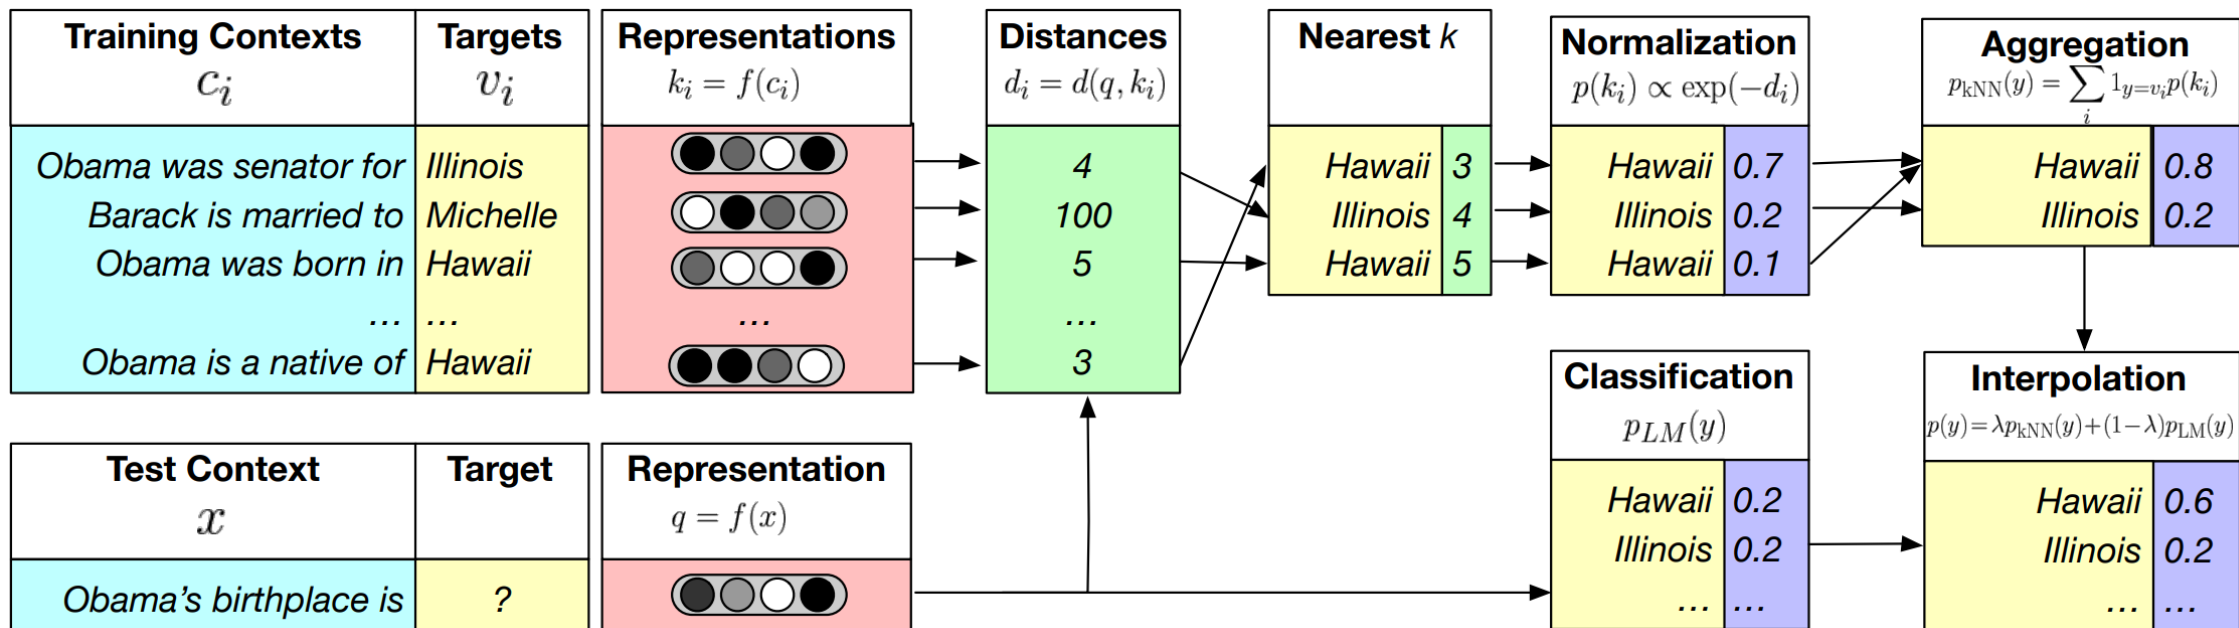 Training Contexts
c_i
Obama was senator for
Barack is married to
Obama was born in
...
Obama is a native of
Targets
v_i
Illinois
Michelle
Hawaii
...
Hawaii
Representations
k_i = f(c_i)
...
Distances
d_i = d(q, k_i)
4
100
5
...
3
Nearest k
Hawaii 3
Illinois 4
Hawaii 5
Normalization
p(k_i) ∝ exp(−d_i)
Hawaii 0.7
Illinois 0.2
Hawaii 0.1
Aggregation
p_kNN(y) = ∑_i 1_{y=v_i} p(k_i)
Hawaii 0.8
Illinois 0.2
Test Context
x
Obama’s birthplace is
Target
?
Representation
q = f(x)
Classification
p_LM(y)
Hawaii 0.2
Illinois 0.2
... ...
Interpolation
p(y) = λp_kNN(y) + (1−λ)p_LM(y)
Hawaii 0.6
Illinois 0.2
... ...